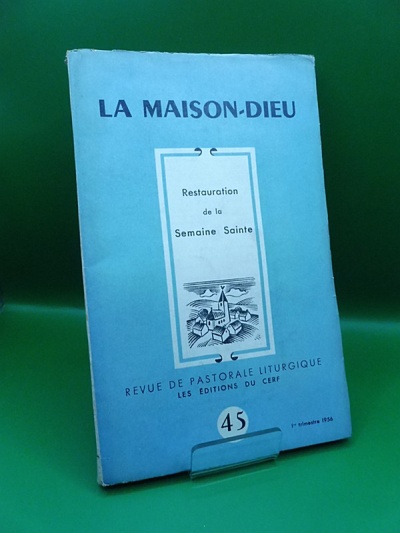 LA MAISON-DIEU
Restauration
de la
Semaine Sainte
REVUE DE PASTORALE LITURGIQUE
LES ÉDITIONS DU CERF
45
1er trimestre 1956